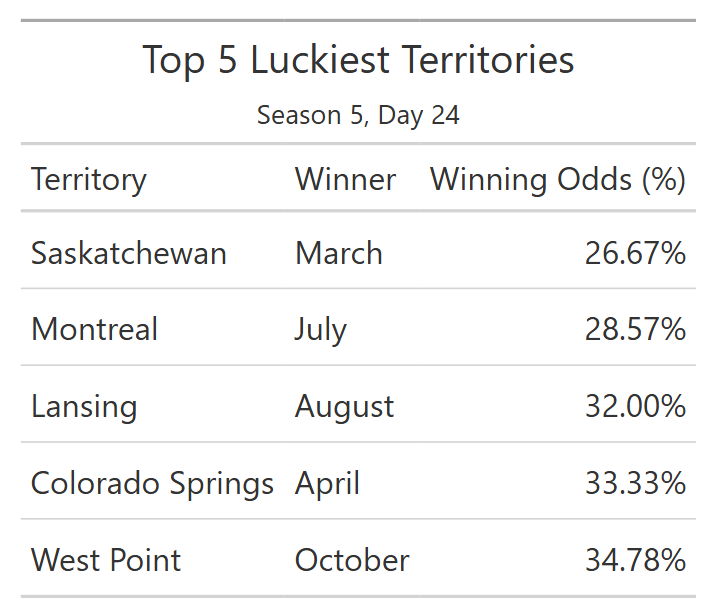 Top 5 Luckiest Territories
Season 5, Day 24
Territory Winner Winning Odds (%)
Saskatchewan March 26.67%
Montreal July 28.57%
Lansing August 32.00%
Colorado Springs April 33.33%
West Point October 34.78%